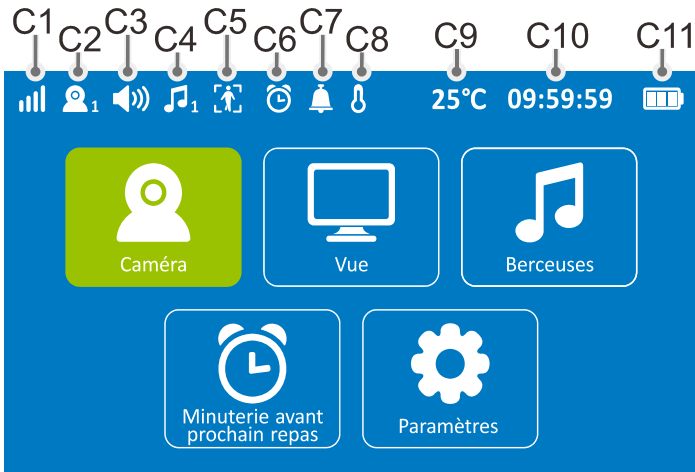 C1 C2 C3 C4 C5 C6 C7 C8 C9 C10 C11
1 1 25°C 09:59:59
Caméra Vue Berceuses
Minuterie avant
prochain repas
Paramètres